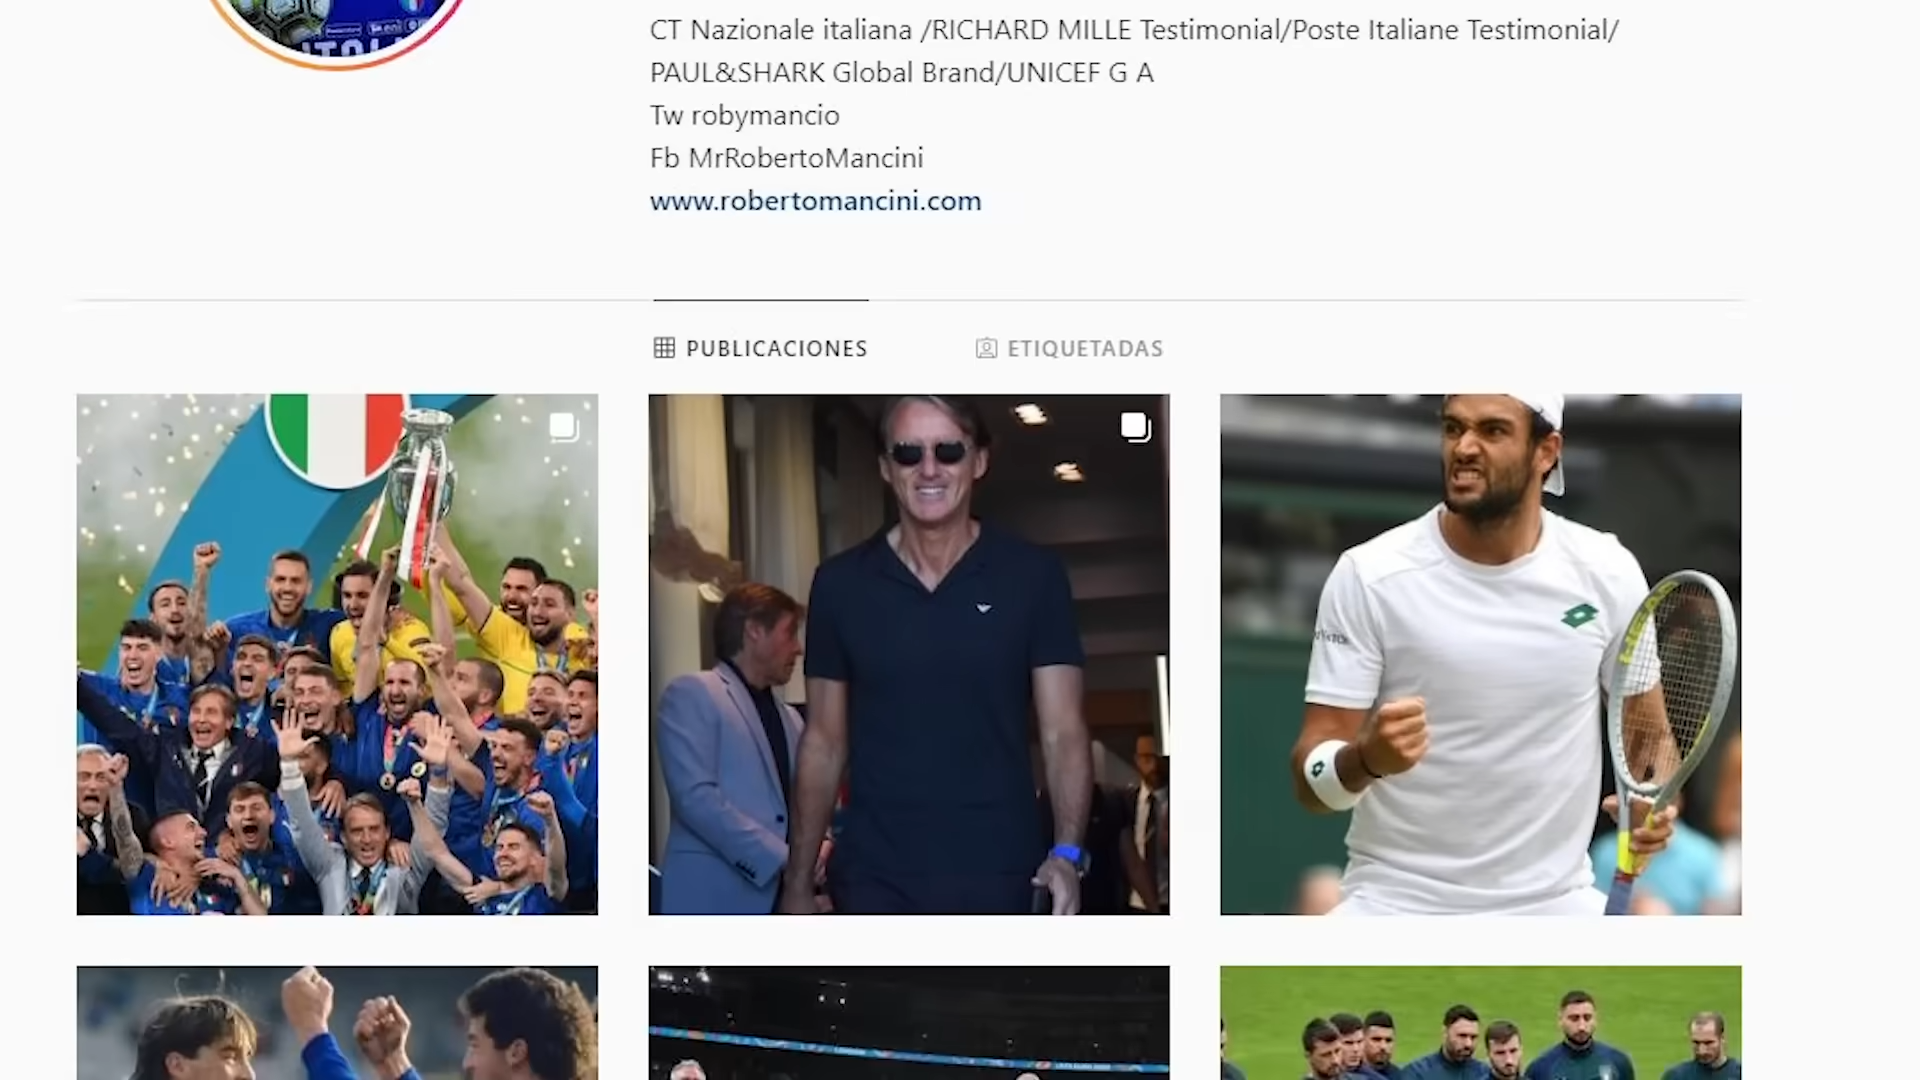 CT Nazionale italiana /RICHARD MILLE Testimonial/Poste Italiane Testimonial/
PAUL&SHARK Global Brand/UNICEF G A
Tw robymancio
Fb MrRobertoMancini
www.robertomancini.com
PUBLICACIONES
ETIQUETADAS